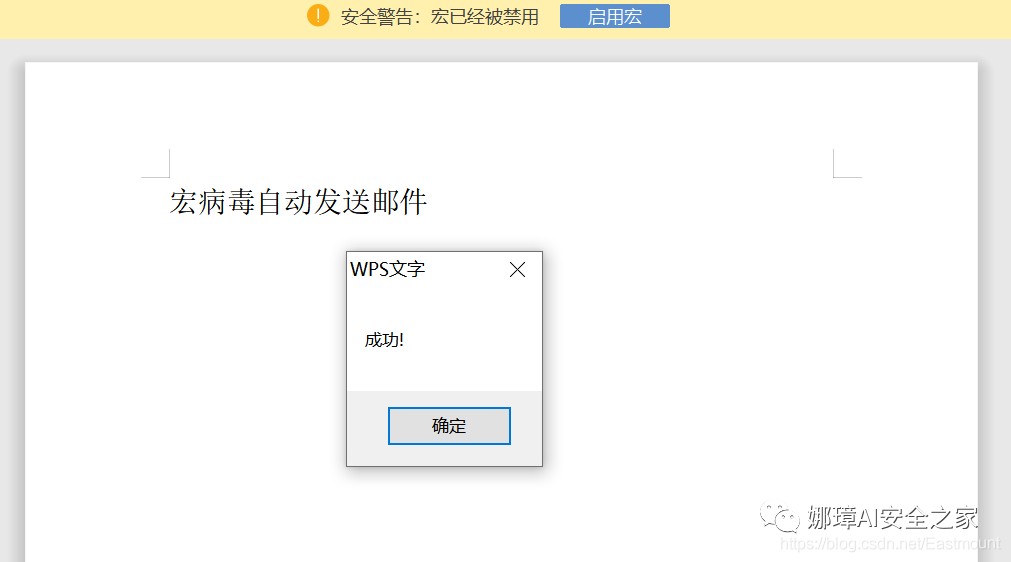 安全警告：宏已经被禁用 启用宏
宏病毒自动发送邮件
WPS文字
成功!
确定
娜璋AI安全之家
https://blog.csdn.net/Eastmount